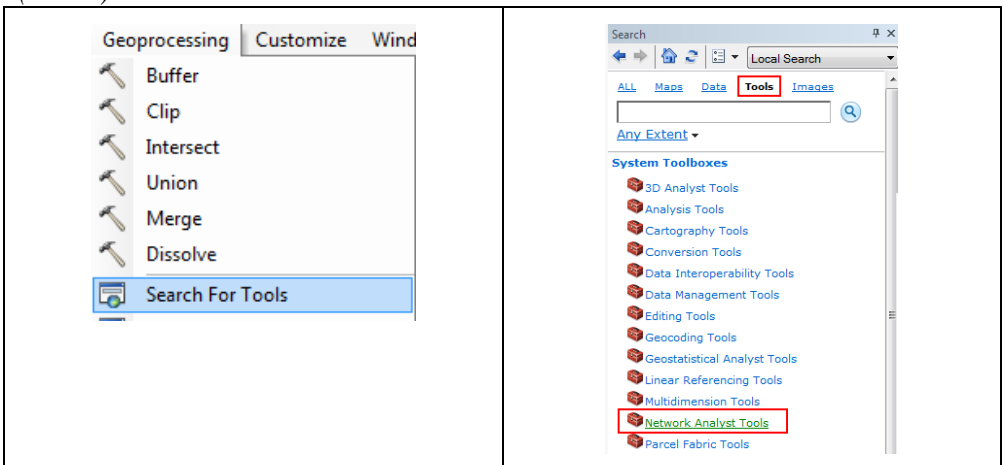 Geoprocessing Customize Wind
Buffer
Clip
Intersect
Union
Merge
Dissolve
Search For Tools
Search
Local Search
ALL Maps Data Tools Images
Any Extent
System Toolboxes
3D Analyst Tools
Analysis Tools
Cartography Tools
Conversion Tools
Data Interoperability Tools
Data Management Tools
Editing Tools
Geocoding Tools
Geostatistical Analyst Tools
Linear Referencing Tools
Multidimension Tools
Network Analyst Tools
Parcel Fabric Tools